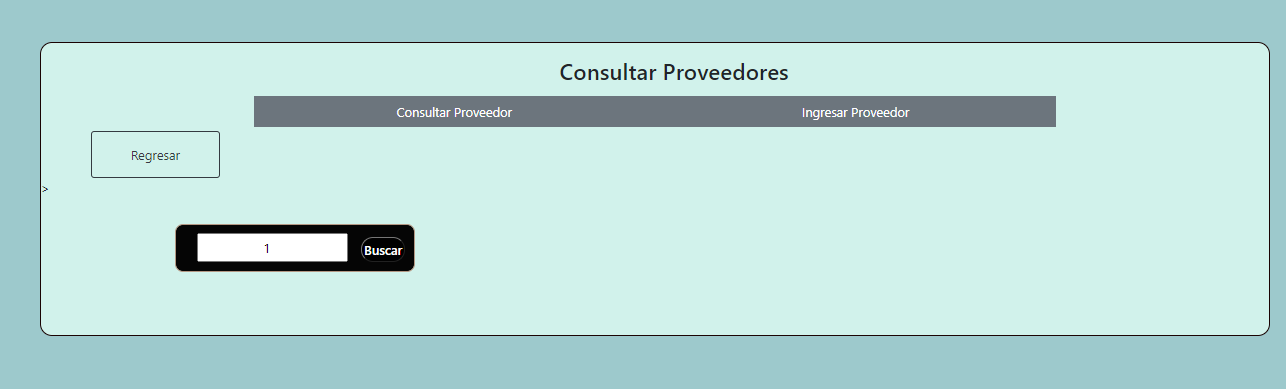 Consultar Proveedores
Consultar Proveedor Ingresar Proveedor
Regresar
>
1 Buscar